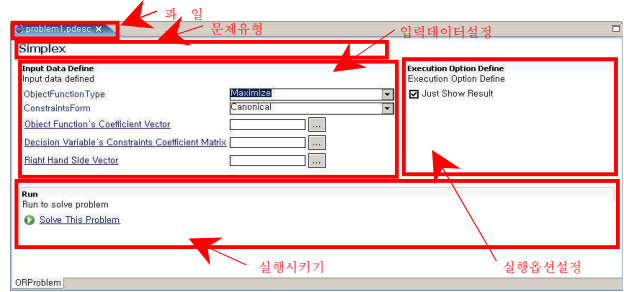 파 일
problem1.pdesc
문제유형
입력데이터설정
Simplex
Input Data Define
Input data defined
ObjectFunctionType Maximize
ConstraintsForm Canonical
Object Function's Coefficient Vector ...
Decision Variable's Constraints Coefficient Matrix ...
Right Hand Side Vector ...
Execution Option Define
Execution Option Define
Just Show Result
Run
Run to solve problem
Solve This Problem
실행시키기
실행옵션설정
ORProblem